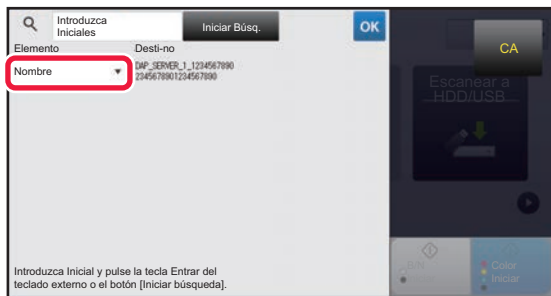 Introduzca
Iniciales
Iniciar Búsq.
OK
CA
Elemento
Desti-no
Nombre
DAP_SERVER_1_1234567890
2345678901234567890
Escanear a
HDD/USB
Introduzca Inicial y pulse la tecla Entrar del
teclado externo o el botón [Iniciar búsqueda].
B/N
Color
Iniciar